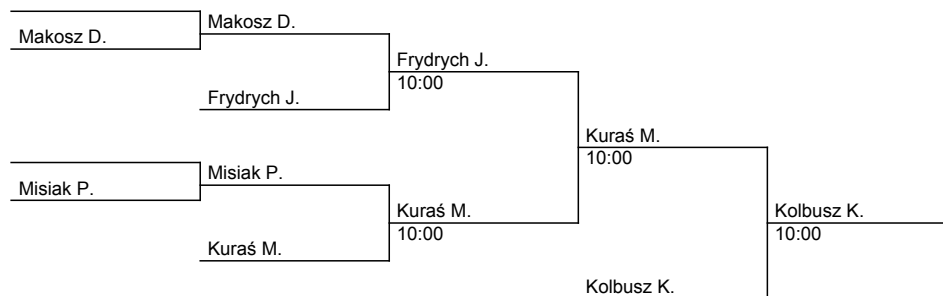 Makosz D.
Makosz D.
Frydrych J.
10:00
Frydrych J.
Kuraś M.
10:00
Misiak P.
Misiak P.
Kuraś M.
10:00
Kolbusz K.
10:00
Kuraś M.
Kolbusz K.